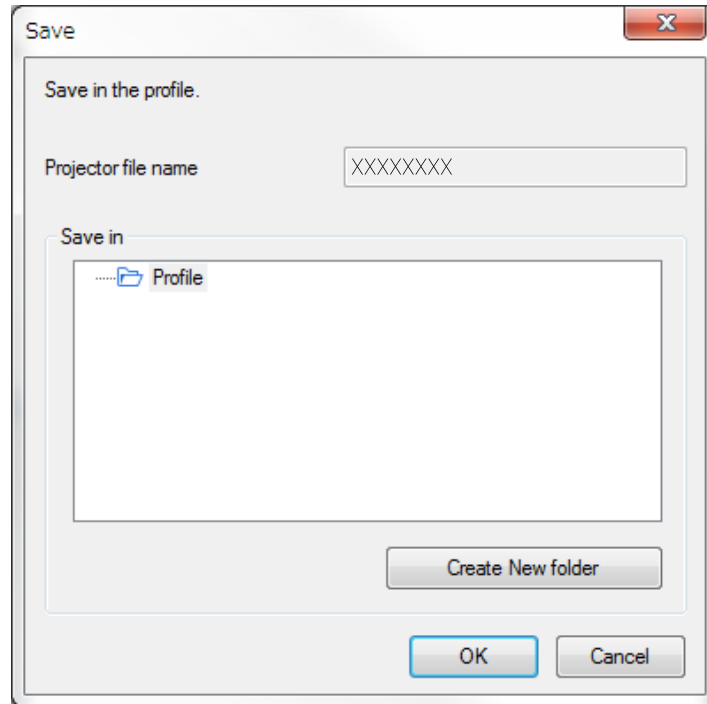 Save
Save in the profile.
Projector file name XXXXXXXX
Save in
Profile
Create New folder
OK Cancel